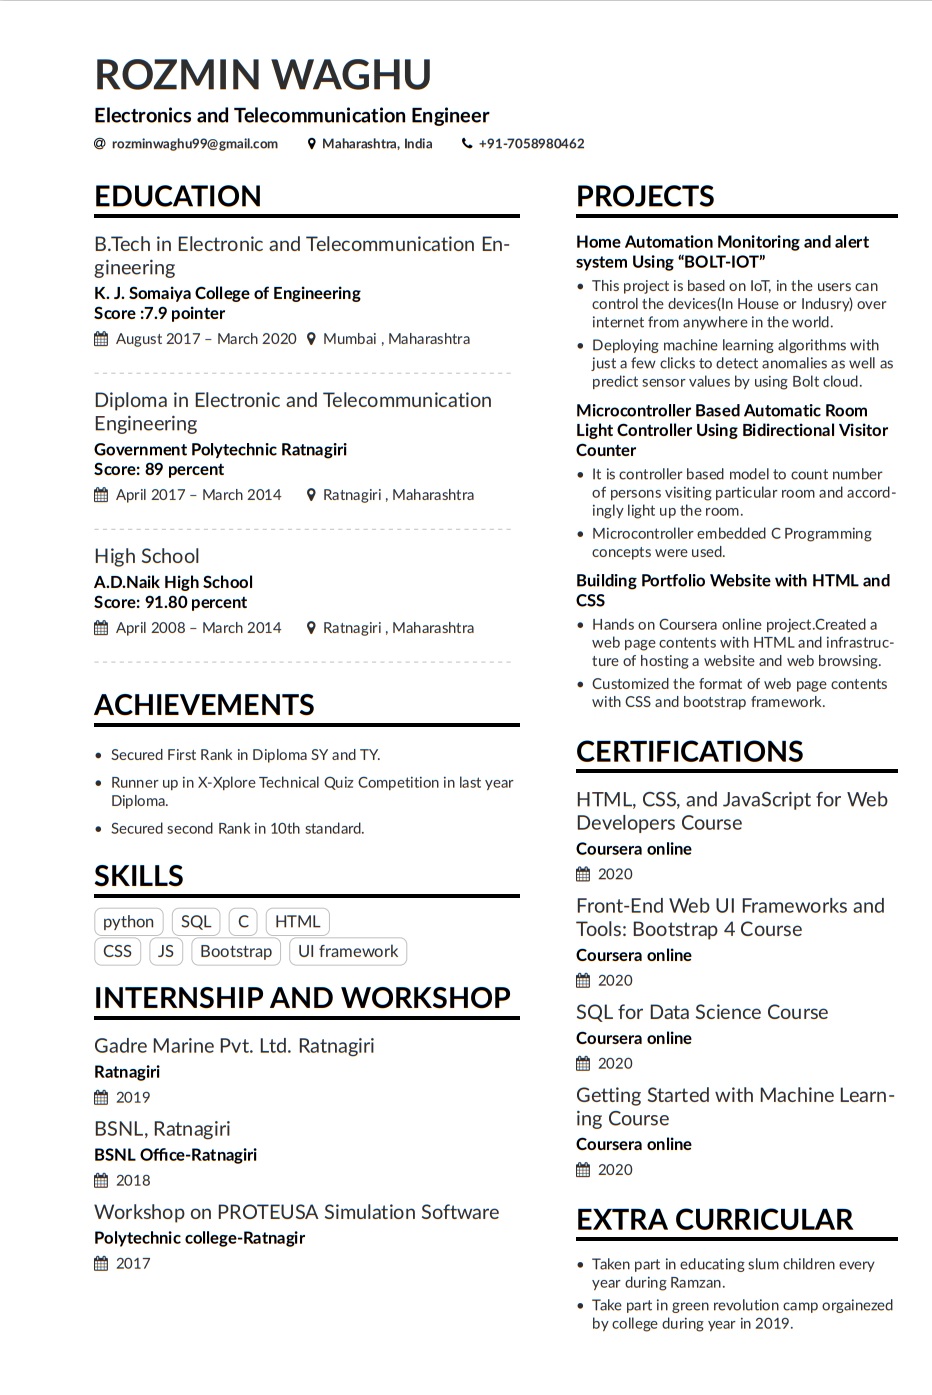 ROZMIN WAGHU
Electronics and Telecommunication Engineer
@ rozminwaghu99@gmail.com Maharashtra, India +91-7058980462
EDUCATION
B.Tech in Electronic and Telecommunication En-
gineering
K. J. Somaiya College of Engineering
Score :7.9 pointer
August 2017 – March 2020 Mumbai , Maharashtra
Diploma in Electronic and Telecommunication
Engineering
Government Polytechnic Ratnagiri
Score: 89 percent
April 2017 – March 2014 Ratnagiri , Maharashtra
High School
A.D.Naik High School
Score: 91.80 percent
April 2008 – March 2014 Ratnagiri , Maharashtra
ACHIEVEMENTS
• Secured First Rank in Diploma SY and TY.
• Runner up in X-Xplore Technical Quiz Competition in last year
Diploma.
• Secured second Rank in 10th standard.
SKILLS
python SQL C HTML
CSS JS Bootstrap UI framework
INTERNSHIP AND WORKSHOP
Gadre Marine Pvt. Ltd. Ratnagiri
Ratnagiri
2019
BSNL, Ratnagiri
BSNL Office-Ratnagiri
2018
Workshop on PROTEUSA Simulation Software
Polytechnic college-Ratnagir
2017
PROJECTS
Home Automation Monitoring and alert
system Using “BOLT-IOT”
• This project is based on IoT, in the users can
control the devices(In House or Indusry) over
internet from anywhere in the world.
• Deploying machine learning algorithms with
just a few clicks to detect anomalies as well as
predict sensor values by using Bolt cloud.
Microcontroller Based Automatic Room
Light Controller Using Bidirectional Visitor
Counter
• It is controller based model to count number
of persons visiting particular room and accord-
ingly light up the room.
• Microcontroller embedded C Programming
concepts were used.
Building Portfolio Website with HTML and
CSS
• Hands on Coursera online project.Created a
web page contents with HTML and infrastruc-
ture of hosting a website and web browsing.
• Customized the format of web page contents
with CSS and bootstrap framework.
CERTIFICATIONS
HTML, CSS, and JavaScript for Web
Developers Course
Coursera online
2020
Front-End Web UI Frameworks and
Tools: Bootstrap 4 Course
Coursera online
2020
SQL for Data Science Course
Coursera online
2020
Getting Started with Machine Learn-
ing Course
Coursera online
2020
EXTRA CURRICULAR
• Taken part in educating slum children every
year during Ramzan.
• Take part in green revolution camp orgainezed
by college during year in 2019.